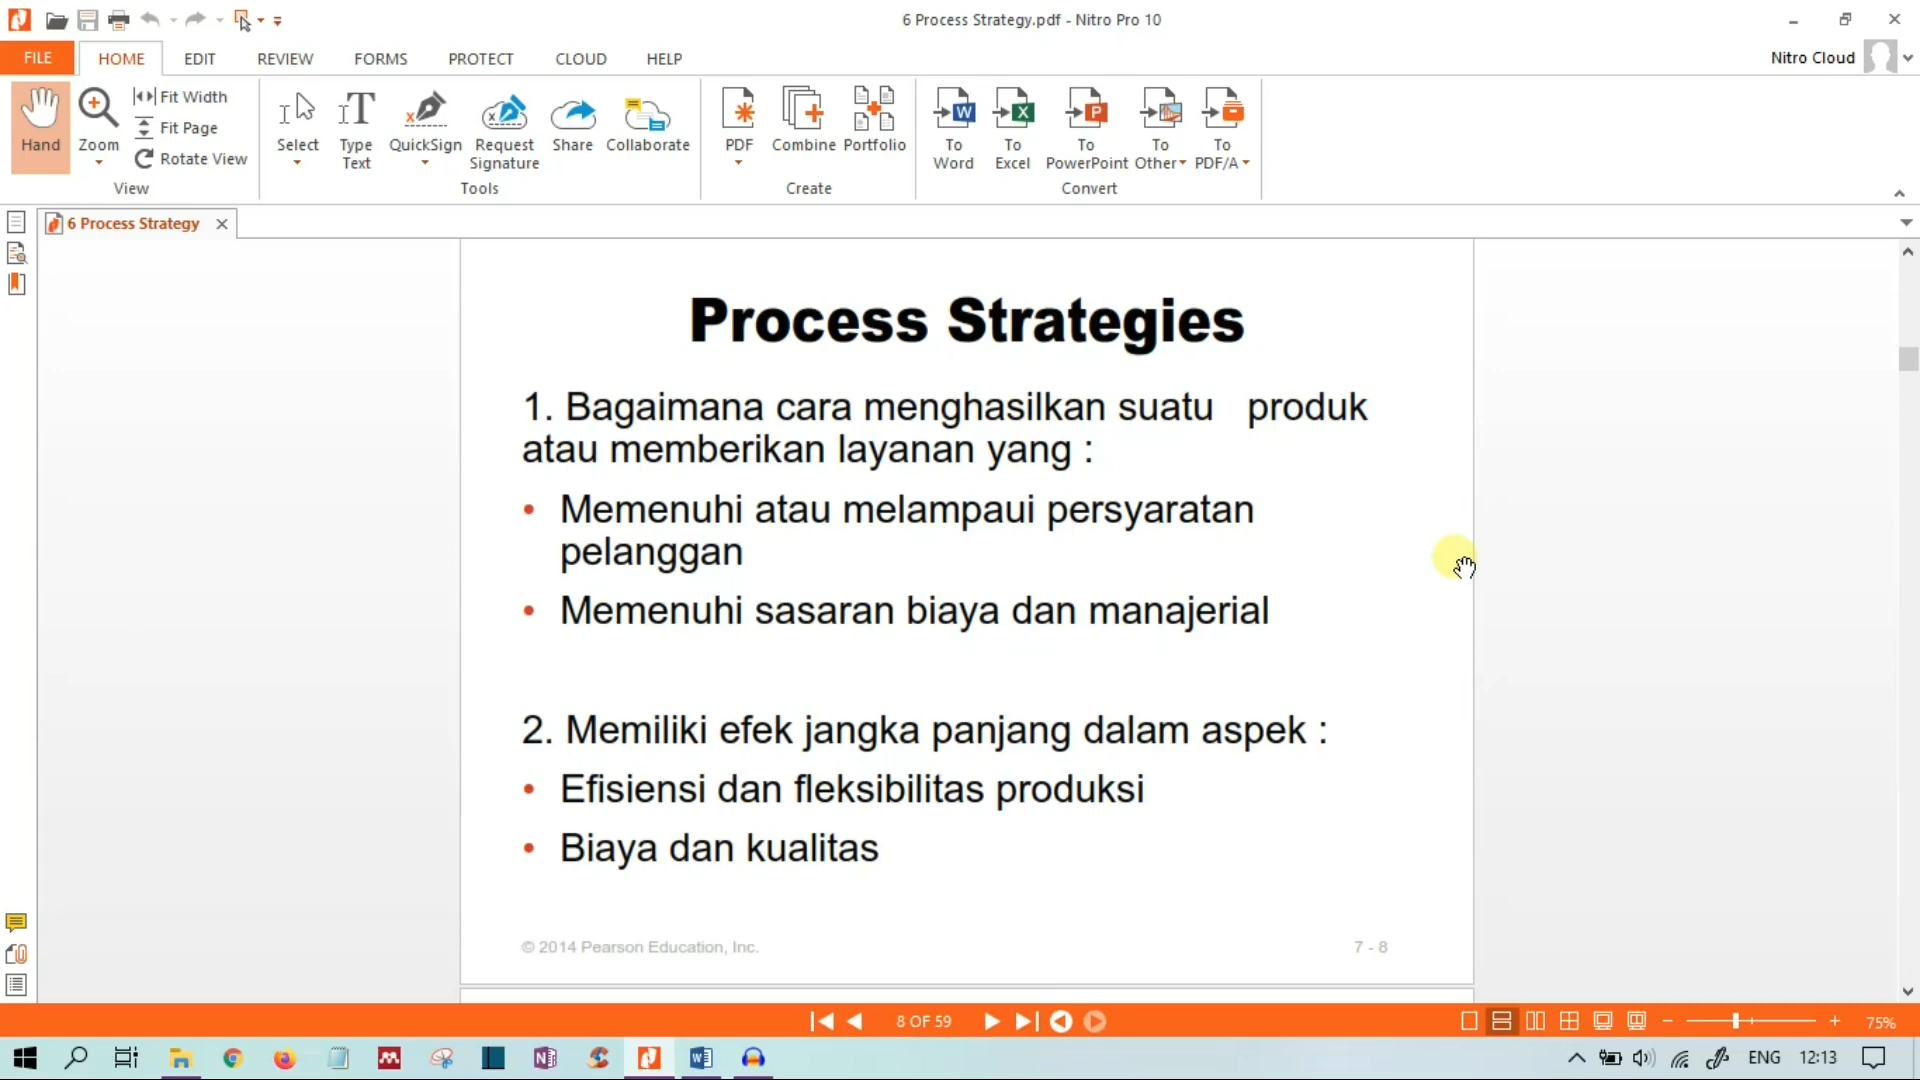 6 Process Strategy.pdf - Nitro Pro 10
FILE HOME EDIT REVIEW FORMS PROTECT CLOUD HELP
Nitro Cloud
Hand
Zoom
Fit Width
Fit Page
Rotate View
View
Select
Type Text
QuickSign
Request Signature
Share
Collaborate
Tools
PDF
Combine
Portfolio
Create
To Word
To Excel
To PowerPoint
To Other
To PDF/A
Convert
6 Process Strategy
Process Strategies
1. Bagaimana cara menghasilkan suatu produk
atau memberikan layanan yang :
• Memenuhi atau melampaui persyaratan
pelanggan
• Memenuhi sasaran biaya dan manajerial
2. Memiliki efek jangka panjang dalam aspek :
• Efisiensi dan fleksibilitas produksi
• Biaya dan kualitas
© 2014 Pearson Education, Inc.
7 - 8
8 OF 59
75%
ENG 12:13